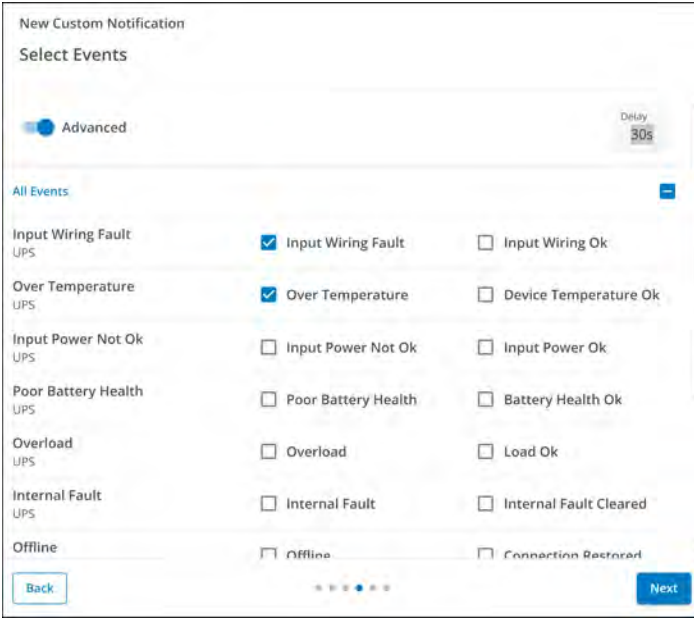 New Custom Notification
Select Events
Advanced
Delay
30s
All Events
Input Wiring Fault
UPS
Input Wiring Fault
Input Wiring Ok
Over Temperature
UPS
Over Temperature
Device Temperature Ok
Input Power Not Ok
UPS
Input Power Not Ok
Input Power Ok
Poor Battery Health
UPS
Poor Battery Health
Battery Health Ok
Overload
UPS
Overload
Load Ok
Internal Fault
UPS
Internal Fault
Internal Fault Cleared
Offline
Offline
Connection Restored
Back
Next